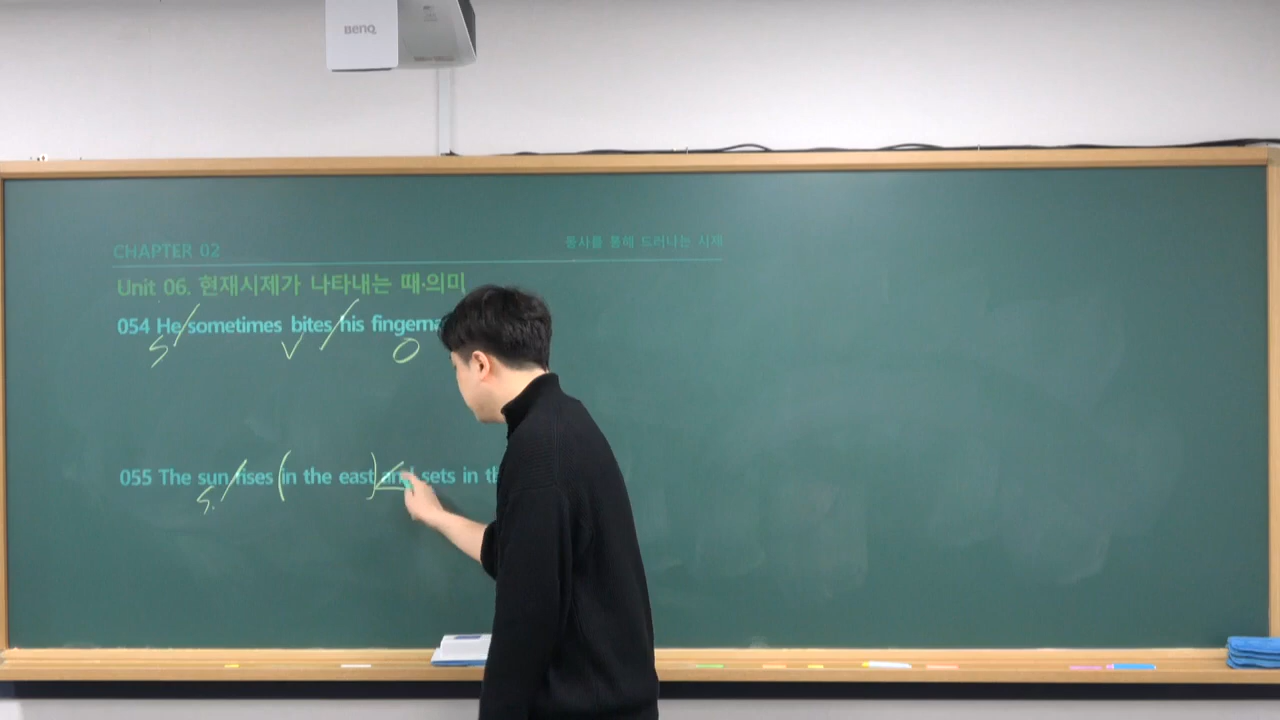 BenQ
CHAPTER 02
동사를 통해 드러나는 시제
Unit 06. 현재시제가 나타내는 때·의미
054 He sometimes bites his fingerna
S V O
055 The sun rises in the east and sets in th
S.